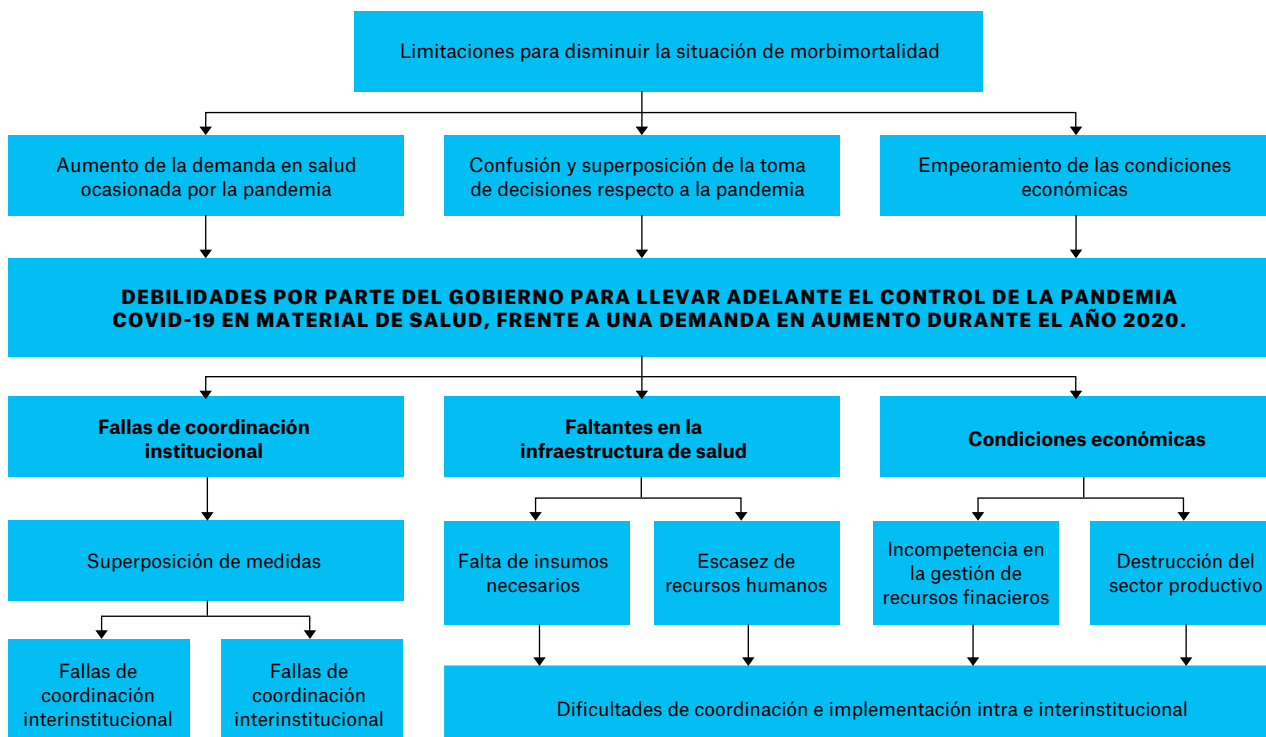 Limitaciones para disminuir la situación de morbimortalidad
Aumento de la demanda en salud
ocasionada por la pandemia
Confusión y superposición de la toma
de decisiones respecto a la pandemia
Empeoramiento de las condiciones
económicas
DEBILIDADES POR PARTE DEL GOBIERNO PARA LLEVAR ADELANTE EL CONTROL DE LA PANDEMIA
COVID-19 EN MATERIAL DE SALUD, FRENTE A UNA DEMANDA EN AUMENTO DURANTE EL AÑO 2020.
Fallas de coordinación
institucional
Faltantes en la
infraestructura de salud
Condiciones económicas
Superposición de medidas
Falta de insumos
necesarios
Escasez de
recursos humanos
Incompetencia en
la gestión de
recursos finacieros
Destrucción del
sector productivo
Fallas de
coordinación
interinstitucional
Fallas de
coordinación
interinstitucional
Dificultades de coordinación e implementación intra e interinstitucional